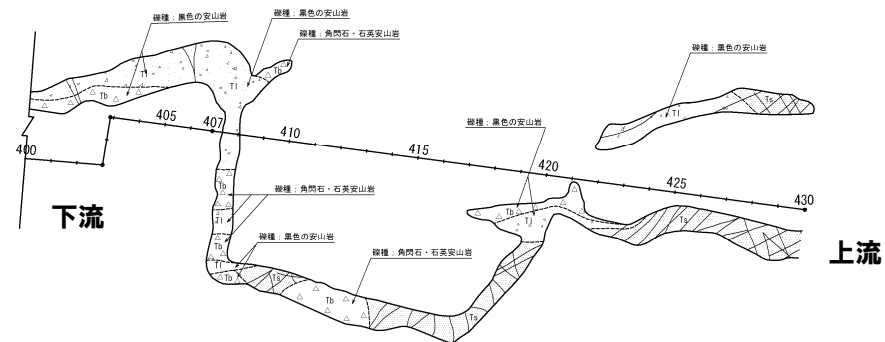 礫種：黒色の安山岩
礫種：黒色の安山岩
礫種：角閃石・石英安山岩
礫種：黒色の安山岩
Tl
Tb
Tl
Tb
Tl
Ts
400
405
407
410
415
420
425
430
礫種：黒色の安山岩
下流
上流
Tb
Tl
Tb
Tl
Tb
礫種：角閃石・石英安山岩
礫種：黒色の安山岩
礫種：角閃石・石英安山岩
Ts
Tb
Ts
Tb
Tl
Ts